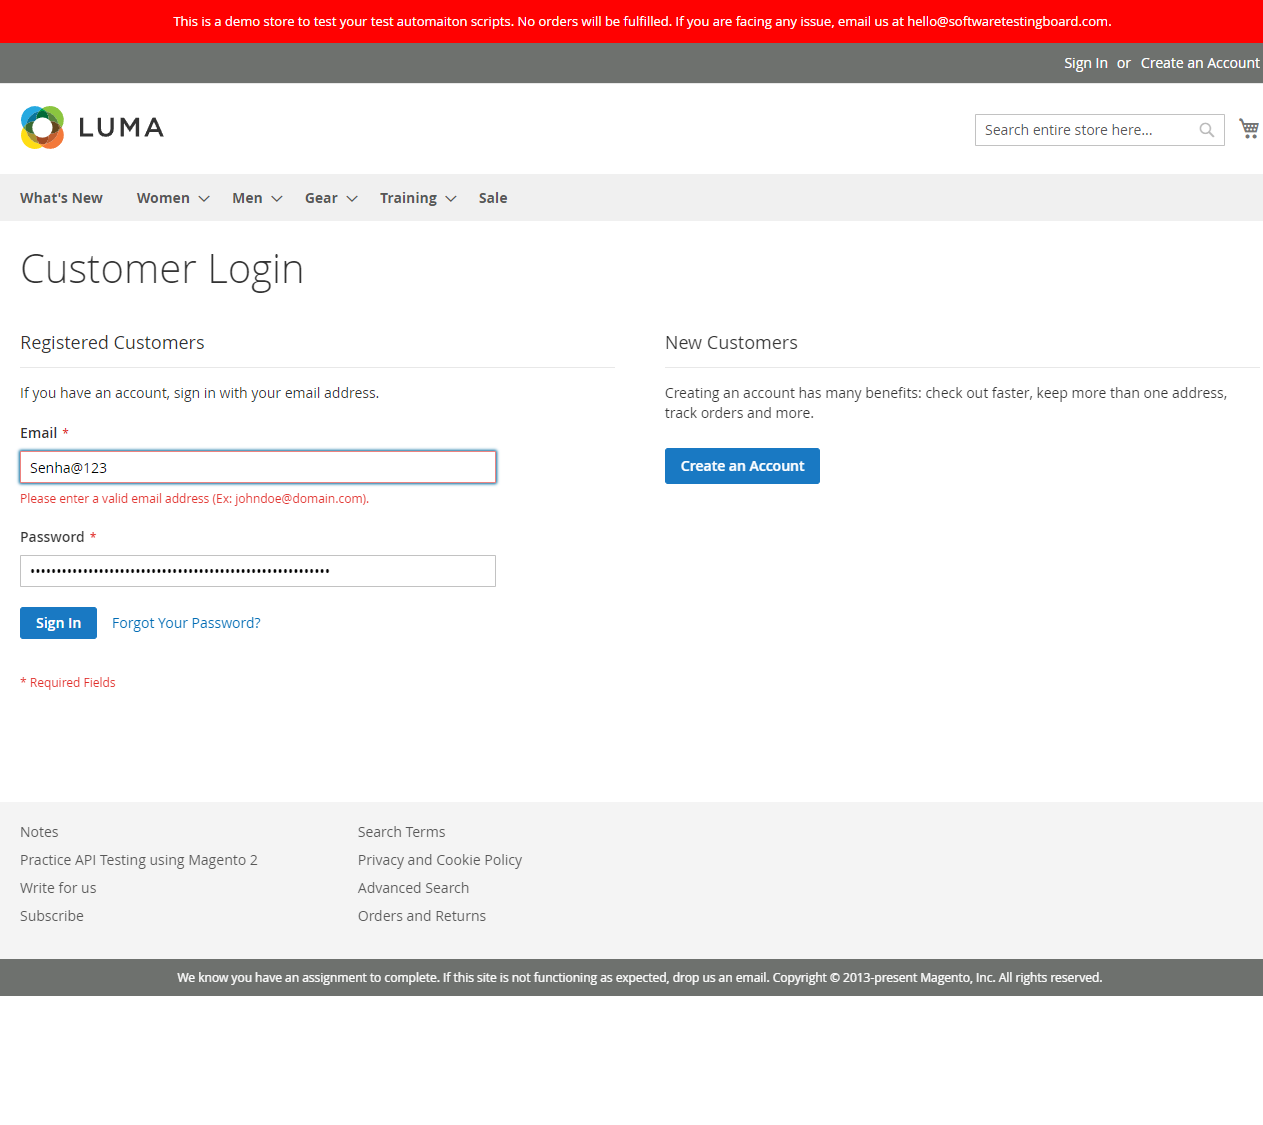 This is a demo store to test your test automaiton scripts. No orders will be fulfilled. If you are facing any issue, email us at hello@softwaretestingboard.com.
Sign In or Create an Account
LUMA
Search entire store here...
What's New Women Men Gear Training Sale
Customer Login
Registered Customers
If you have an account, sign in with your email address.
Email *
Senha@123
Please enter a valid email address (Ex: johndoe@domain.com).
Password *
Sign In Forgot Your Password?
* Required Fields
New Customers
Creating an account has many benefits: check out faster, keep more than one address,
track orders and more.
Create an Account
Notes
Practice API Testing using Magento 2
Write for us
Subscribe
Search Terms
Privacy and Cookie Policy
Advanced Search
Orders and Returns
We know you have an assignment to complete. If this site is not functioning as expected, drop us an email. Copyright © 2013-present Magento, Inc. All rights reserved.